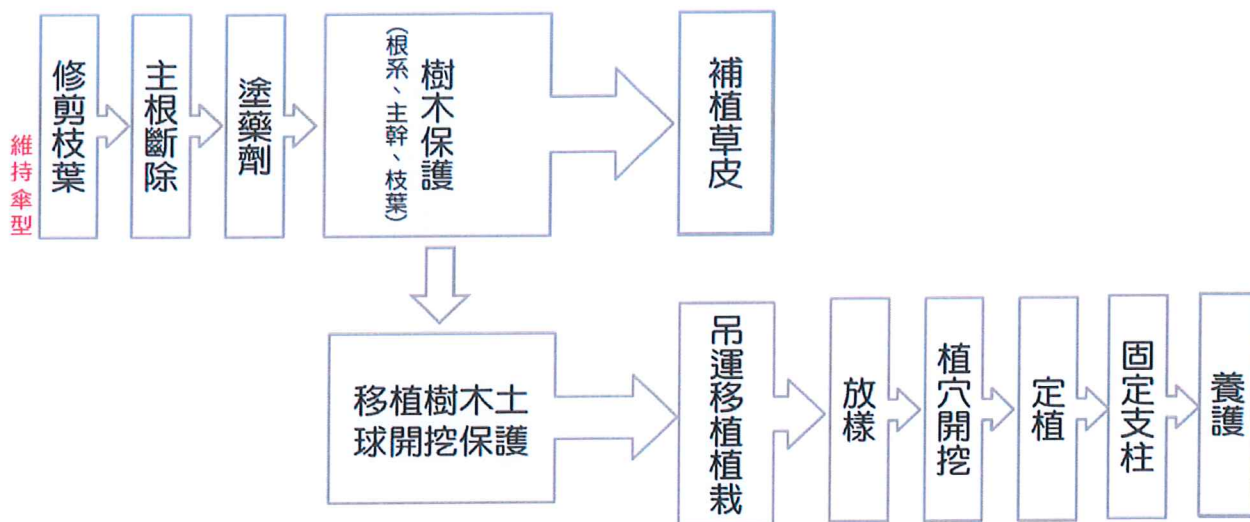 維持傘型
修剪枝葉
主根斷除
塗藥劑
樹木保護
(根系、主幹、枝葉)
補植草皮
移植樹木土
球開挖保護
吊運移植植栽
放樣
植穴開挖
定植
固定支柱
養護